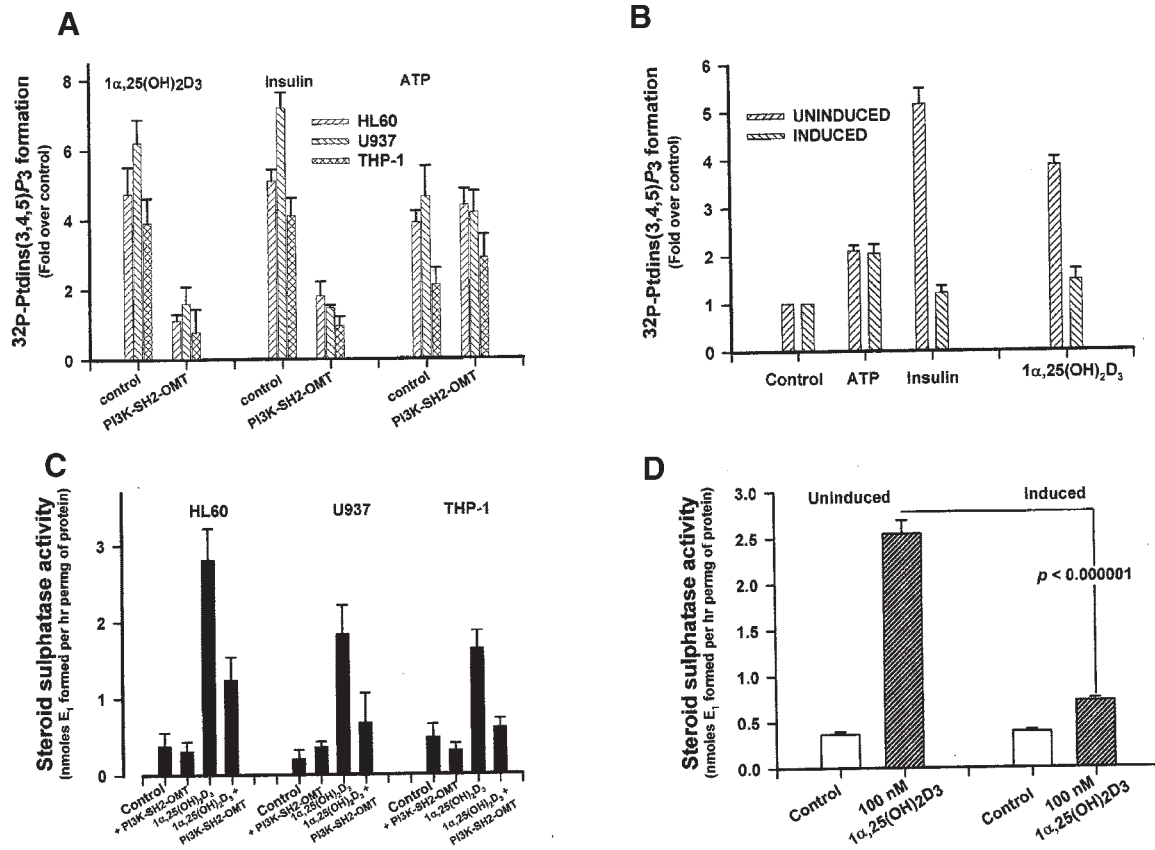 A
32P-Ptdins(3,4,5)P3 formation
(Fold over control)
8
6
4
2
0
1α,25(OH)2D3
Insulin
ATP
HL60
U937
THP-1
control
PI3K-SH2-OMT
control
PI3K-SH2-OMT
control
PI3K-SH2-OMT
B
32P-Ptdins(3,4,5)P3 formation
(Fold over control)
6
5
4
3
2
1
0
UNINDUCED
INDUCED
Control
ATP
Insulin
1α,25(OH)2D3
C
Steroid sulphatase activity
(nmoles E1 formed per hr permg of protein)
3
2
1
0
HL60
U937
THP-1
Control
+ PI3K-SH2-OMT
1α,25(OH)2D3
1α,25(OH)2D3 +
PI3K-SH2-OMT
Control
+ PI3K-SH2-OMT
1α,25(OH)2D3
1α,25(OH)2D3 +
PI3K-SH2-OMT
Control
+ PI3K-SH2-OMT
1α,25(OH)2D3
1α,25(OH)2D3 +
PI3K-SH2-OMT
D
Steroid sulphatase activity
(nmoles E1 formed per hr permg of protein)
3.0
2.5
2.0
1.5
1.0
0.5
0.0
Uninduced
Induced
p < 0.000001
Control
100 nM
1α,25(OH)2D3
Control
100 nM
1α,25(OH)2D3